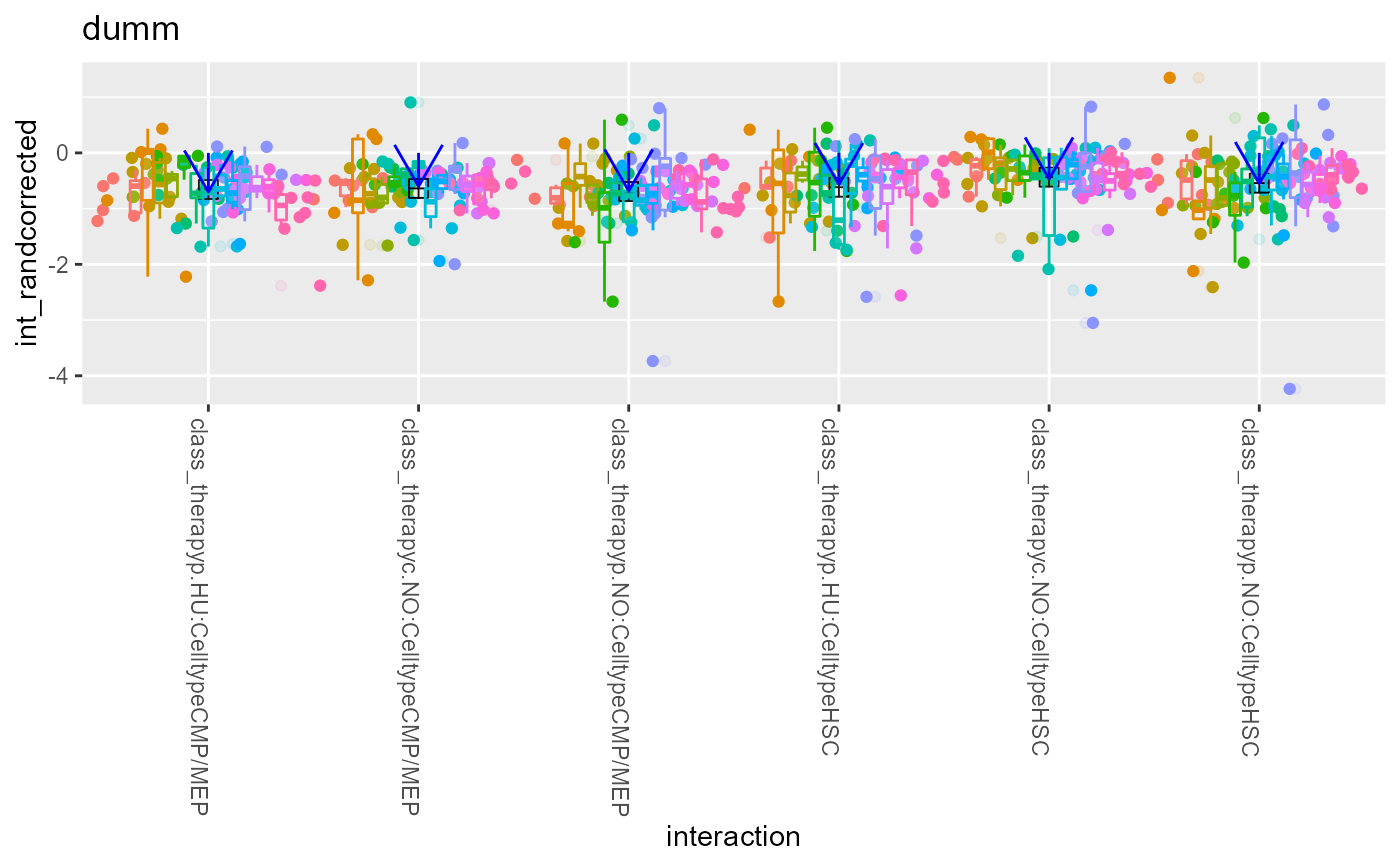 dumm
int_randcorrected
0
-2
-4
class_therapyp.HU:CelltypeCMP/MEP
class_therapyc.NO:CelltypeCMP/MEP
class_therapyp.NO:CelltypeCMP/MEP
class_therapyp.HU:CelltypeHSC
class_therapyc.NO:CelltypeHSC
class_therapyp.NO:CelltypeHSC
interaction